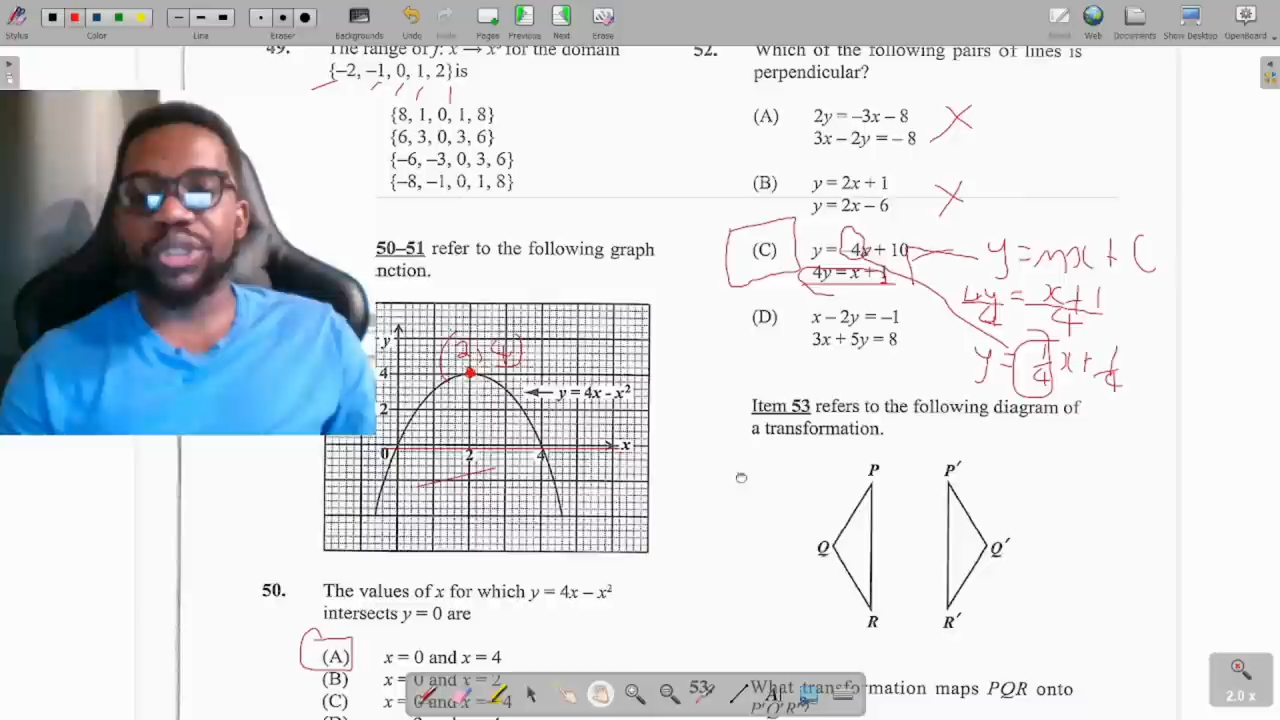 Stylus
Color
Line
Eraser
Backgrounds
Undo
Redo
Pages
Previous
Next
Erase
Web
Documents
Show Desktop
OpenBoard
49. The range of f: x → x³ for the domain
{–2, –1, 0, 1, 2} is
{8, 1, 0, 1, 8}
{6, 3, 0, 3, 6}
{–6, –3, 0, 3, 6}
{–8, –1, 0, 1, 8}
50–51 refer to the following graph
nction.
y
(2, 4)
4
y = 4x - x²
2
0
2
4
x
50. The values of x for which y = 4x – x²
intersects y = 0 are
(A) x = 0 and x = 4
(B) x = 0 and x = 2
(C)
52. Which of the following pairs of lines is
perpendicular?
(A) 2y = –3x – 8
3x – 2y = – 8
(B) y = 2x + 1
y = 2x – 6
(C) y = –4x + 10
4y = x + 1
y = mx + C
4y/4 = x+1/4
y = 1/4 x + 1/4
(D) x – 2y = –1
3x + 5y = 8
Item 53 refers to the following diagram of
a transformation.
P
P′
Q
Q′
R
R′
53. What transformation maps PQR onto
P′Q′R′?
2.0 x